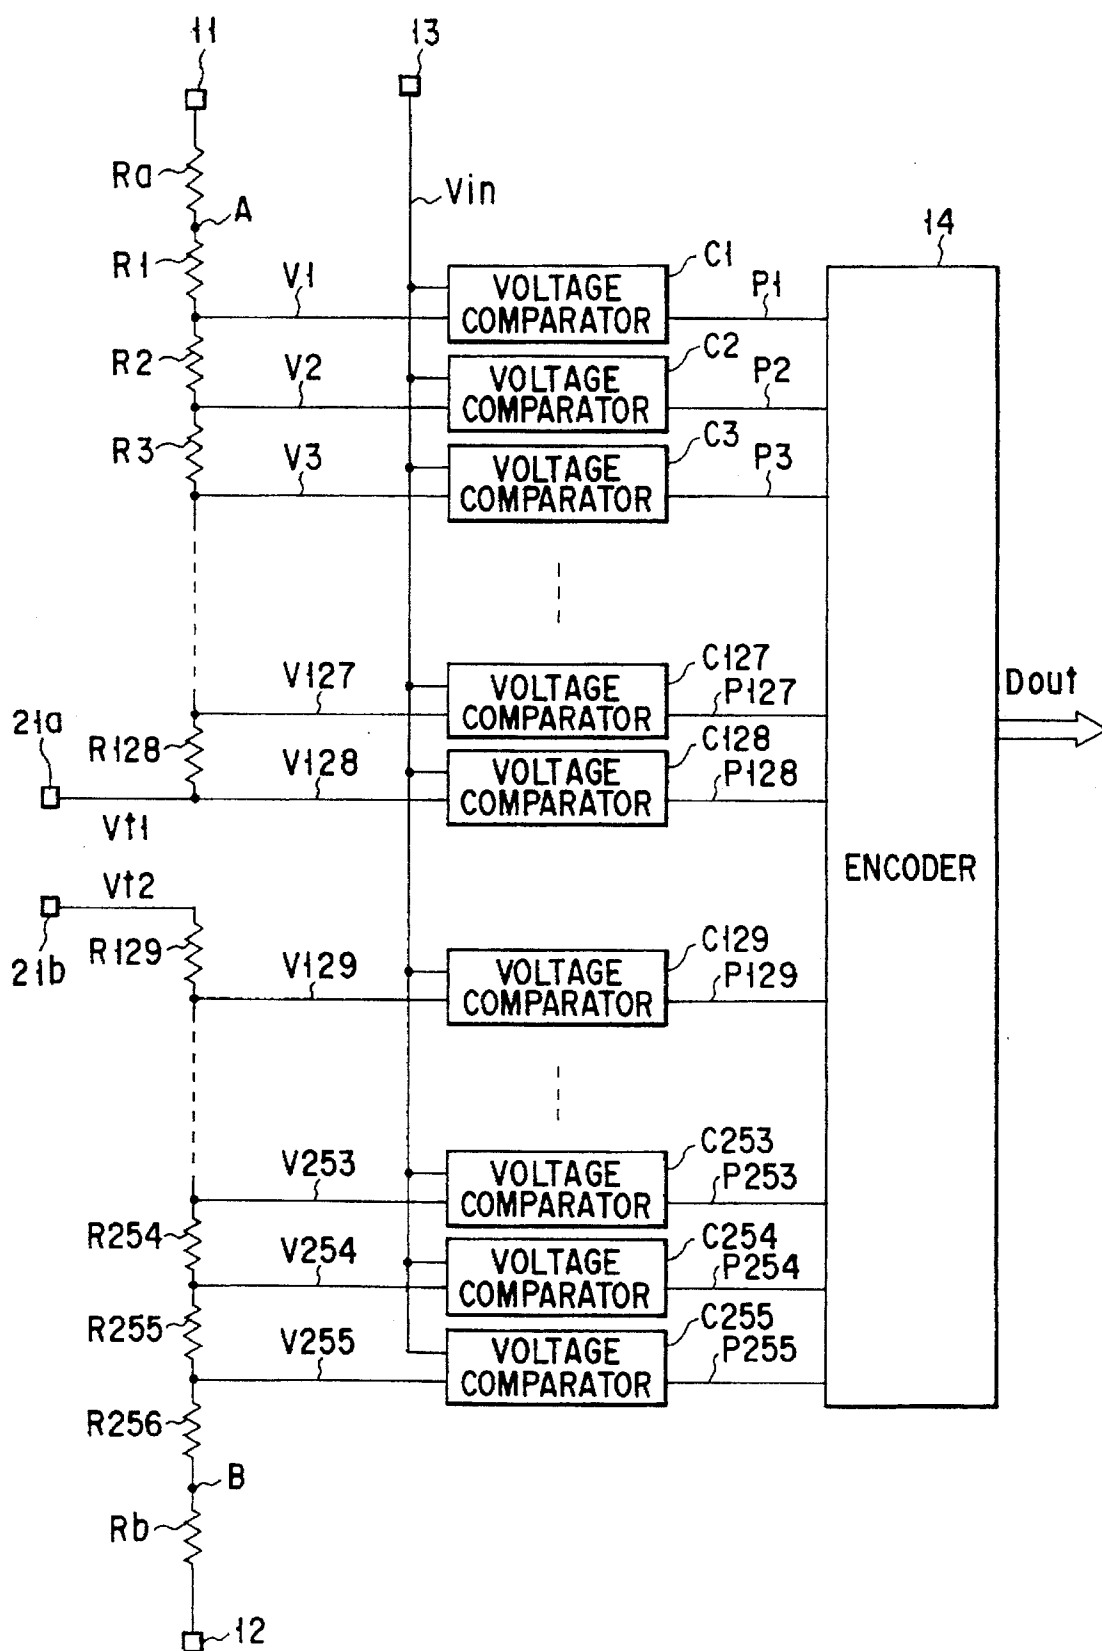 11
13
Ra
A
Vin
R1
14
V1
VOLTAGE
COMPARATOR
C1
P1
R2
V2
VOLTAGE
COMPARATOR
C2
P2
R3
V3
VOLTAGE
COMPARATOR
C3
P3
V127
VOLTAGE
COMPARATOR
C127
P127
Dout
21a
R128
V128
VOLTAGE
COMPARATOR
C128
P128
Vt1
ENCODER
Vt2
21b
R129
V129
VOLTAGE
COMPARATOR
C129
P129
V253
VOLTAGE
COMPARATOR
C253
P253
R254
V254
VOLTAGE
COMPARATOR
C254
P254
R255
V255
VOLTAGE
COMPARATOR
C255
P255
R256
B
Rb
12